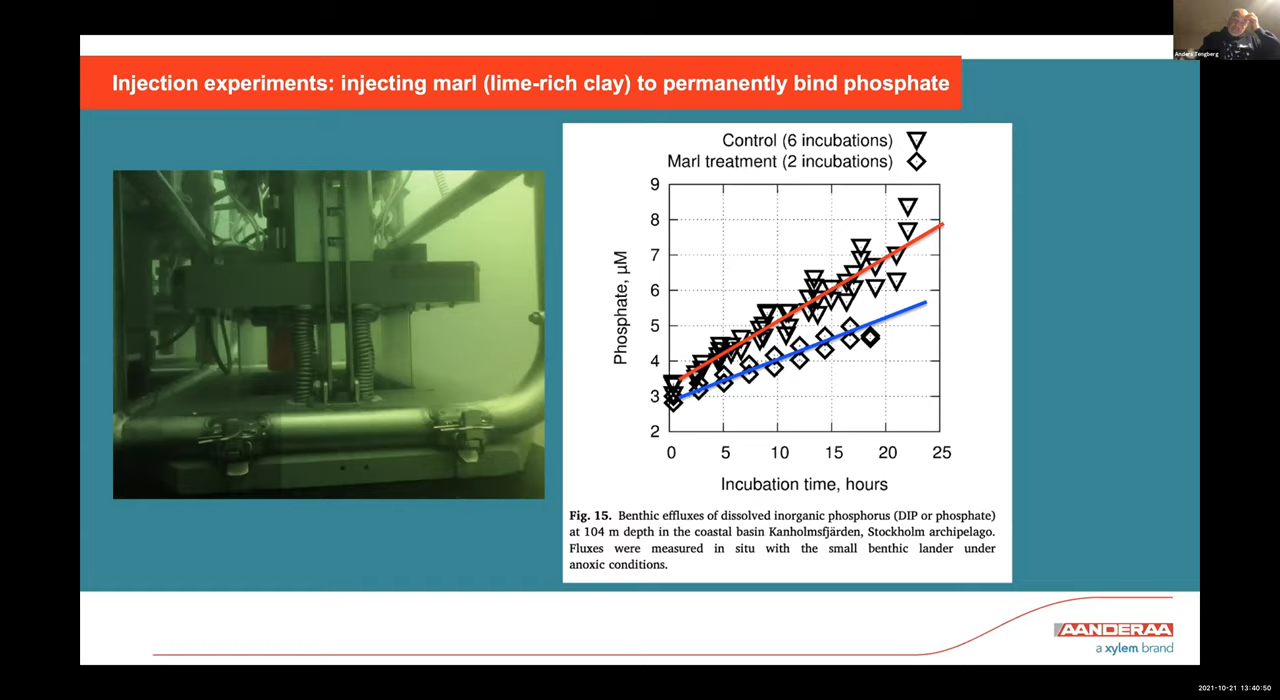 Anders Tengberg
Injection experiments: injecting marl (lime-rich clay) to permanently bind phosphate
Control (6 incubations)
Marl treatment (2 incubations)
9
8
7
6
5
4
3
2
Phosphate, µM
0 5 10 15 20 25
Incubation time, hours
Fig. 15. Benthic effluxes of dissolved inorganic phosphorus (DIP or phosphate)
at 104 m depth in the coastal basin Kanholmsfjärden, Stockholm archipelago.
Fluxes were measured in situ with the small benthic lander under
anoxic conditions.
AANDERAA
a xylem brand
2021-10-21 13:40:50